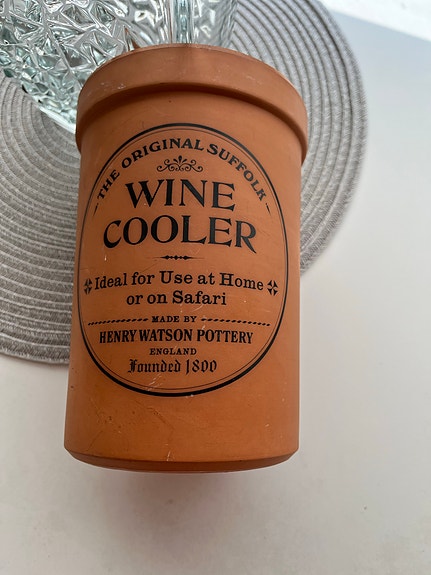 THE ORIGINAL SUFFOLK
WINE
COOLER
Ideal for Use at Home
or on Safari
MADE BY
HENRY WATSON POTTERY
ENGLAND
Founded 1800